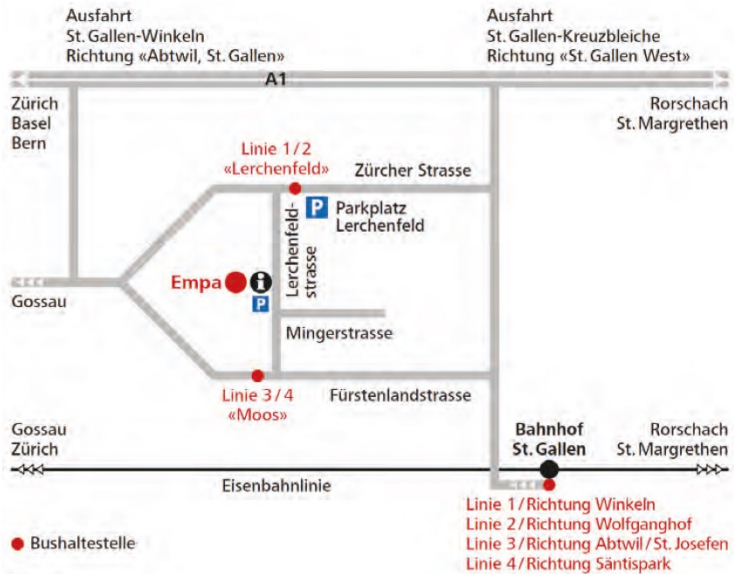 Ausfahrt
St. Gallen-Winkeln
Richtung «Abtwil, St. Gallen»
Ausfahrt
St. Gallen-Kreuzbleiche
Richtung «St. Gallen West»
A1
Zürich
Basel
Bern
Rorschach
St. Margrethen
Linie 1/2
«Lerchenfeld»
Zürcher Strasse
P
Parkplatz
Lerchenfeld
Lerchenfeld-
strasse
Empa
i
P
Gossau
Mingerstrasse
Linie 3/4
«Moos»
Fürstenlandstrasse
Gossau
Zürich
Bahnhof
St. Gallen
Rorschach
St. Margrethen
Eisenbahnlinie
Linie 1/Richtung Winkeln
Linie 2/Richtung Wolfganghof
Linie 3/Richtung Abtwil/St. Josefen
Linie 4/Richtung Säntispark
Bushaltestelle